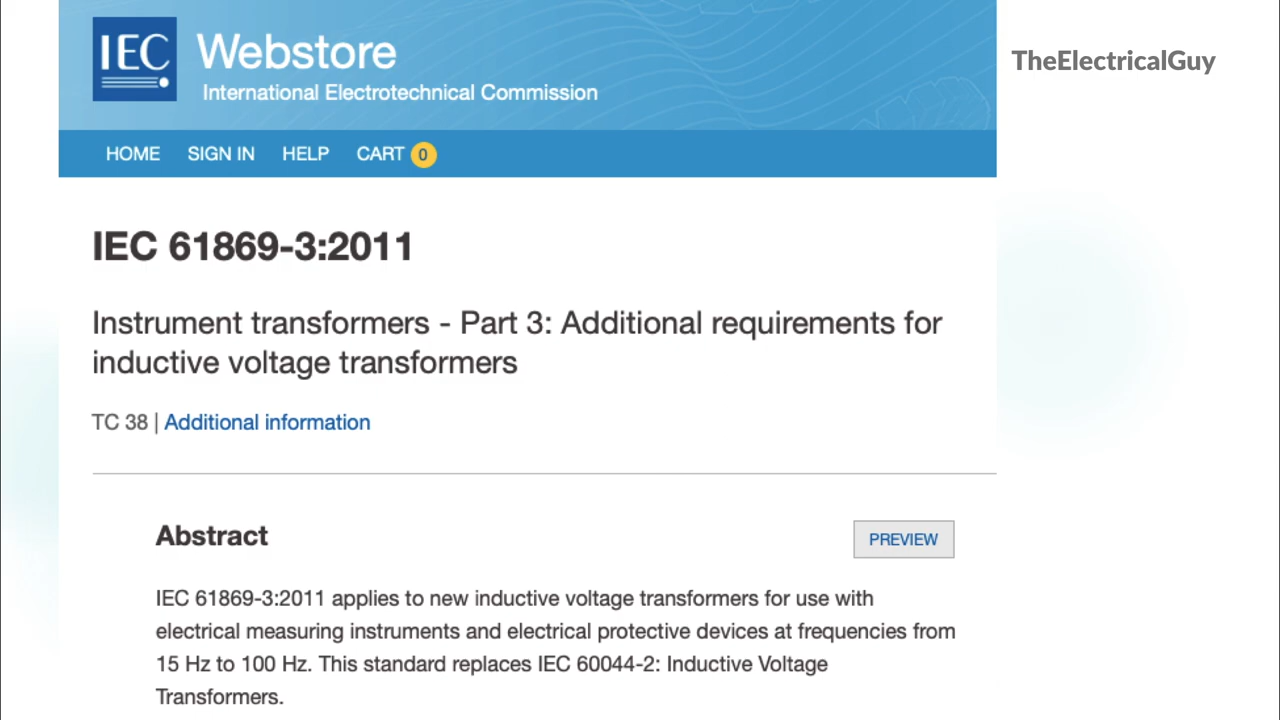 IEC
Webstore
International Electrotechnical Commission
TheElectricalGuy
HOME SIGN IN HELP CART 0
IEC 61869-3:2011
Instrument transformers - Part 3: Additional requirements for
inductive voltage transformers
TC 38 | Additional information
Abstract
PREVIEW
IEC 61869-3:2011 applies to new inductive voltage transformers for use with
electrical measuring instruments and electrical protective devices at frequencies from
15 Hz to 100 Hz. This standard replaces IEC 60044-2: Inductive Voltage
Transformers.